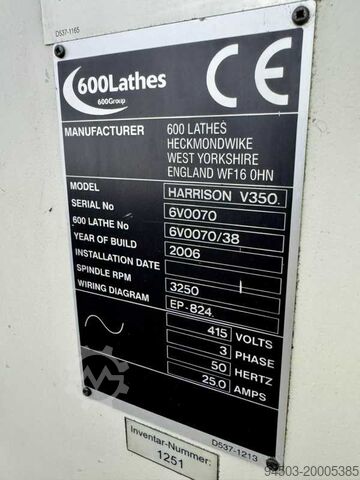 D537-1165
600Lathes
600Group
CE
MANUFACTURER
600 LATHES
HECKMONDWIKE
WEST YORKSHIRE
ENGLAND WF16 0HN
MODEL HARRISON V350.
SERIAL No 6V0070
600 LATHE No 6V0070/38
YEAR OF BUILD 2006
INSTALLATION DATE
SPINDLE RPM 3250
WIRING DIAGRAM EP-824
415 VOLTS
3 PHASE
50 HERTZ
25.0 AMPS
D537-1213
Inventar-Nummer:
1251
94503-20005385